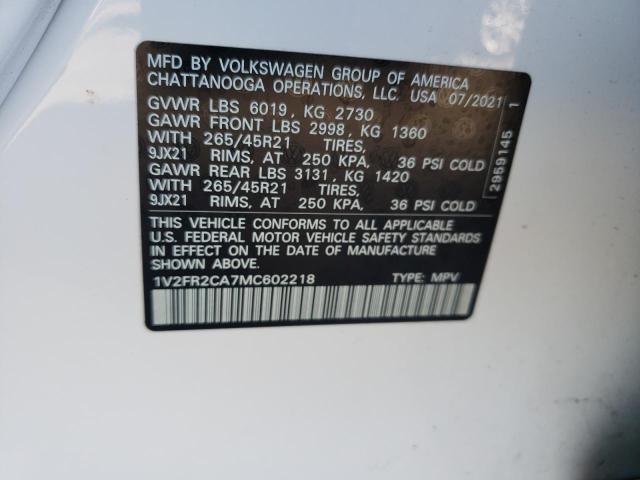 MFD BY VOLKSWAGEN GROUP OF AMERICA
CHATTANOOGA OPERATIONS, LLC. USA 07/2021
GVWR LBS 6019, KG 2730
GAWR FRONT LBS 2998, KG 1360
WITH 265/45R21 TIRES,
9JX21 RIMS, AT 250 KPA, 36 PSI COLD
GAWR REAR LBS 3131, KG 1420
WITH 265/45R21 TIRES,
9JX21 RIMS, AT 250 KPA, 36 PSI COLD
THIS VEHICLE CONFORMS TO ALL APPLICABLE
U.S. FEDERAL MOTOR VEHICLE SAFETY STANDARDS
IN EFFECT ON THE DATE OF MANUFACTURE
SHOWN ABOVE.
1V2FR2CA7MC602218 TYPE: MPV
2959145 1